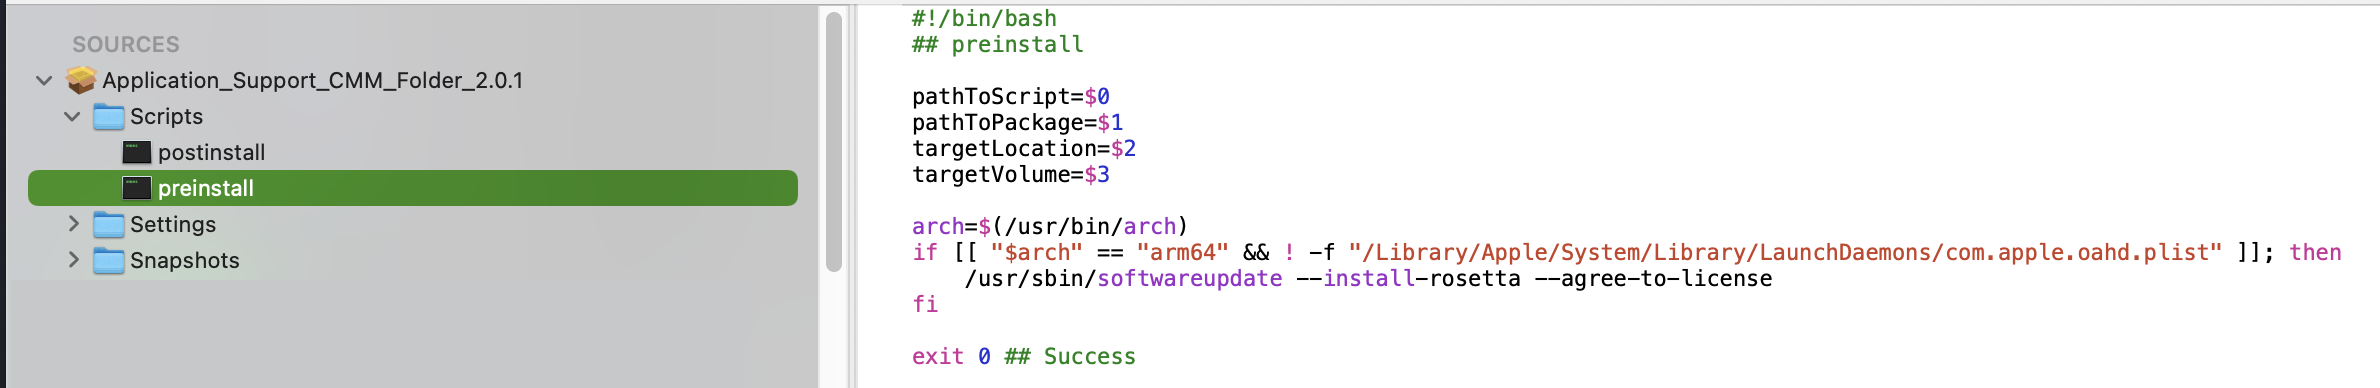 SOURCES
Application_Support_CMM_Folder_2.0.1
Scripts
postinstall
preinstall
Settings
Snapshots
#!/bin/bash
## preinstall
pathToScript=$0
pathToPackage=$1
targetLocation=$2
targetVolume=$3
arch=$(/usr/bin/arch)
if [[ "$arch" == "arm64" && ! -f "/Library/Apple/System/Library/LaunchDaemons/com.apple.oahd.plist" ]]; then
    /usr/sbin/softwareupdate --install-rosetta --agree-to-license
fi
exit 0 ## Success